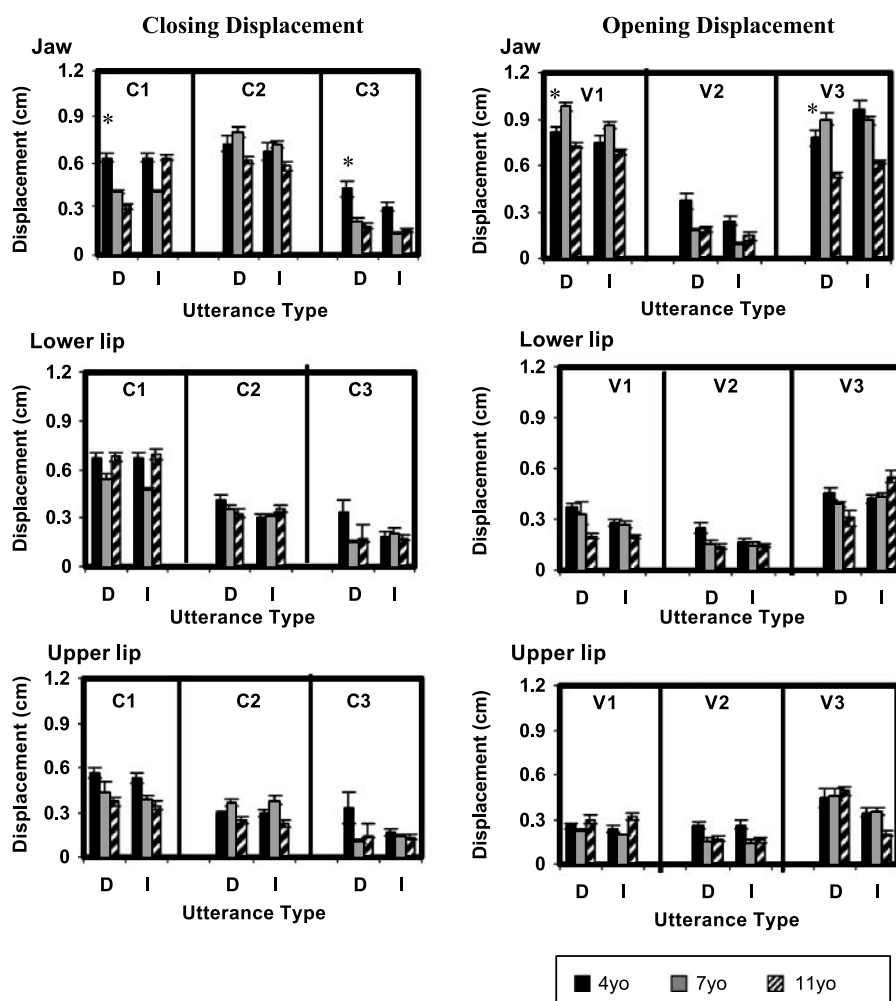 Closing Displacement
Jaw
Displacement (cm)
1.2
0.9
0.6
0.3
0
C1
C2
C3
*
*
D I D I D I
Utterance Type
Lower lip
Displacement (cm)
1.2
0.9
0.6
0.3
0
C1
C2
C3
D I D I D I
Utterance Type
Upper lip
Displacement (cm)
1.2
0.9
0.6
0.3
0
C1
C2
C3
D I D I D I
Utterance Type
Opening Displacement
Jaw
Displacement (cm)
1.2
0.9
0.6
0.3
0
* V1
V2
V3
*
D I D I D I
Utterance Type
Lower lip
Displacement (cm)
1.2
0.9
0.6
0.3
0
V1
V2
V3
D I D I D I
Utterance Type
Upper lip
Displacement (cm)
1.2
0.9
0.6
0.3
0
V1
V2
V3
D I D I D I
Utterance Type
4yo 7yo 11yo